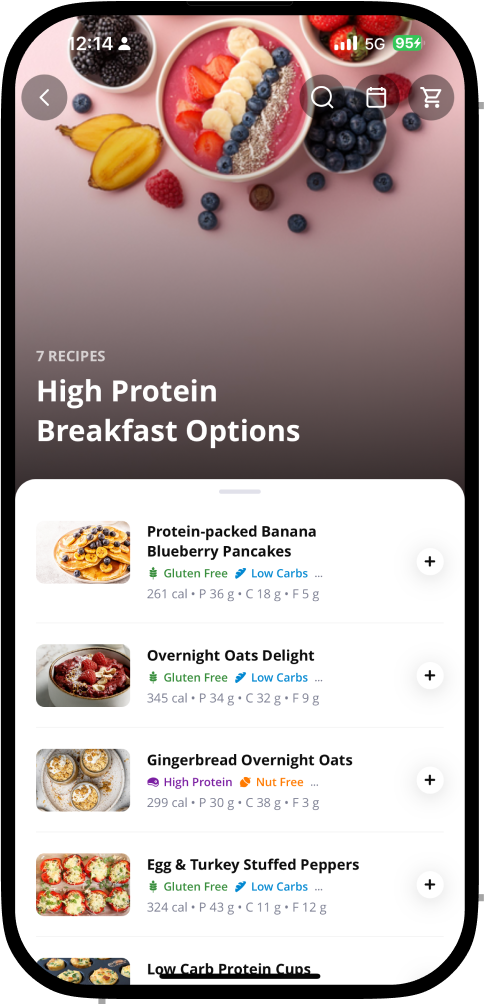 12:14
5G
95
7 RECIPES
High Protein
Breakfast Options
Protein-packed Banana
Blueberry Pancakes
Gluten Free Low Carbs ...
261 cal • P 36 g • C 18 g • F 5 g
Overnight Oats Delight
Gluten Free Low Carbs ...
345 cal • P 34 g • C 32 g • F 9 g
Gingerbread Overnight Oats
High Protein Nut Free ...
299 cal • P 30 g • C 38 g • F 3 g
Egg & Turkey Stuffed Peppers
Gluten Free Low Carbs ...
324 cal • P 43 g • C 11 g • F 12 g
Low Carb Protein Cups